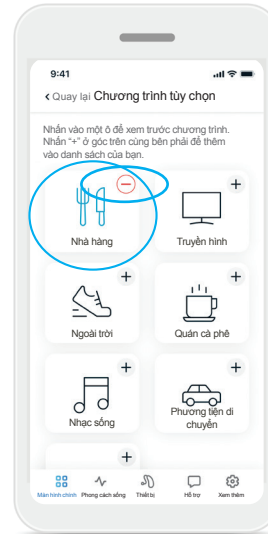 9:41
‹ Quay lại Chương trình tùy chọn
Nhấn vào một ô để xem trước chương trình.
Nhấn “+” ở góc trên cùng bên phải để thêm
vào danh sách của bạn.
Nhà hàng
Truyền hình
Ngoài trời
Quán cà phê
Nhạc sống
Phương tiện di
chuyển
Màn hình chính Phong cách sống Thiết bị Hỗ trợ Xem thêm